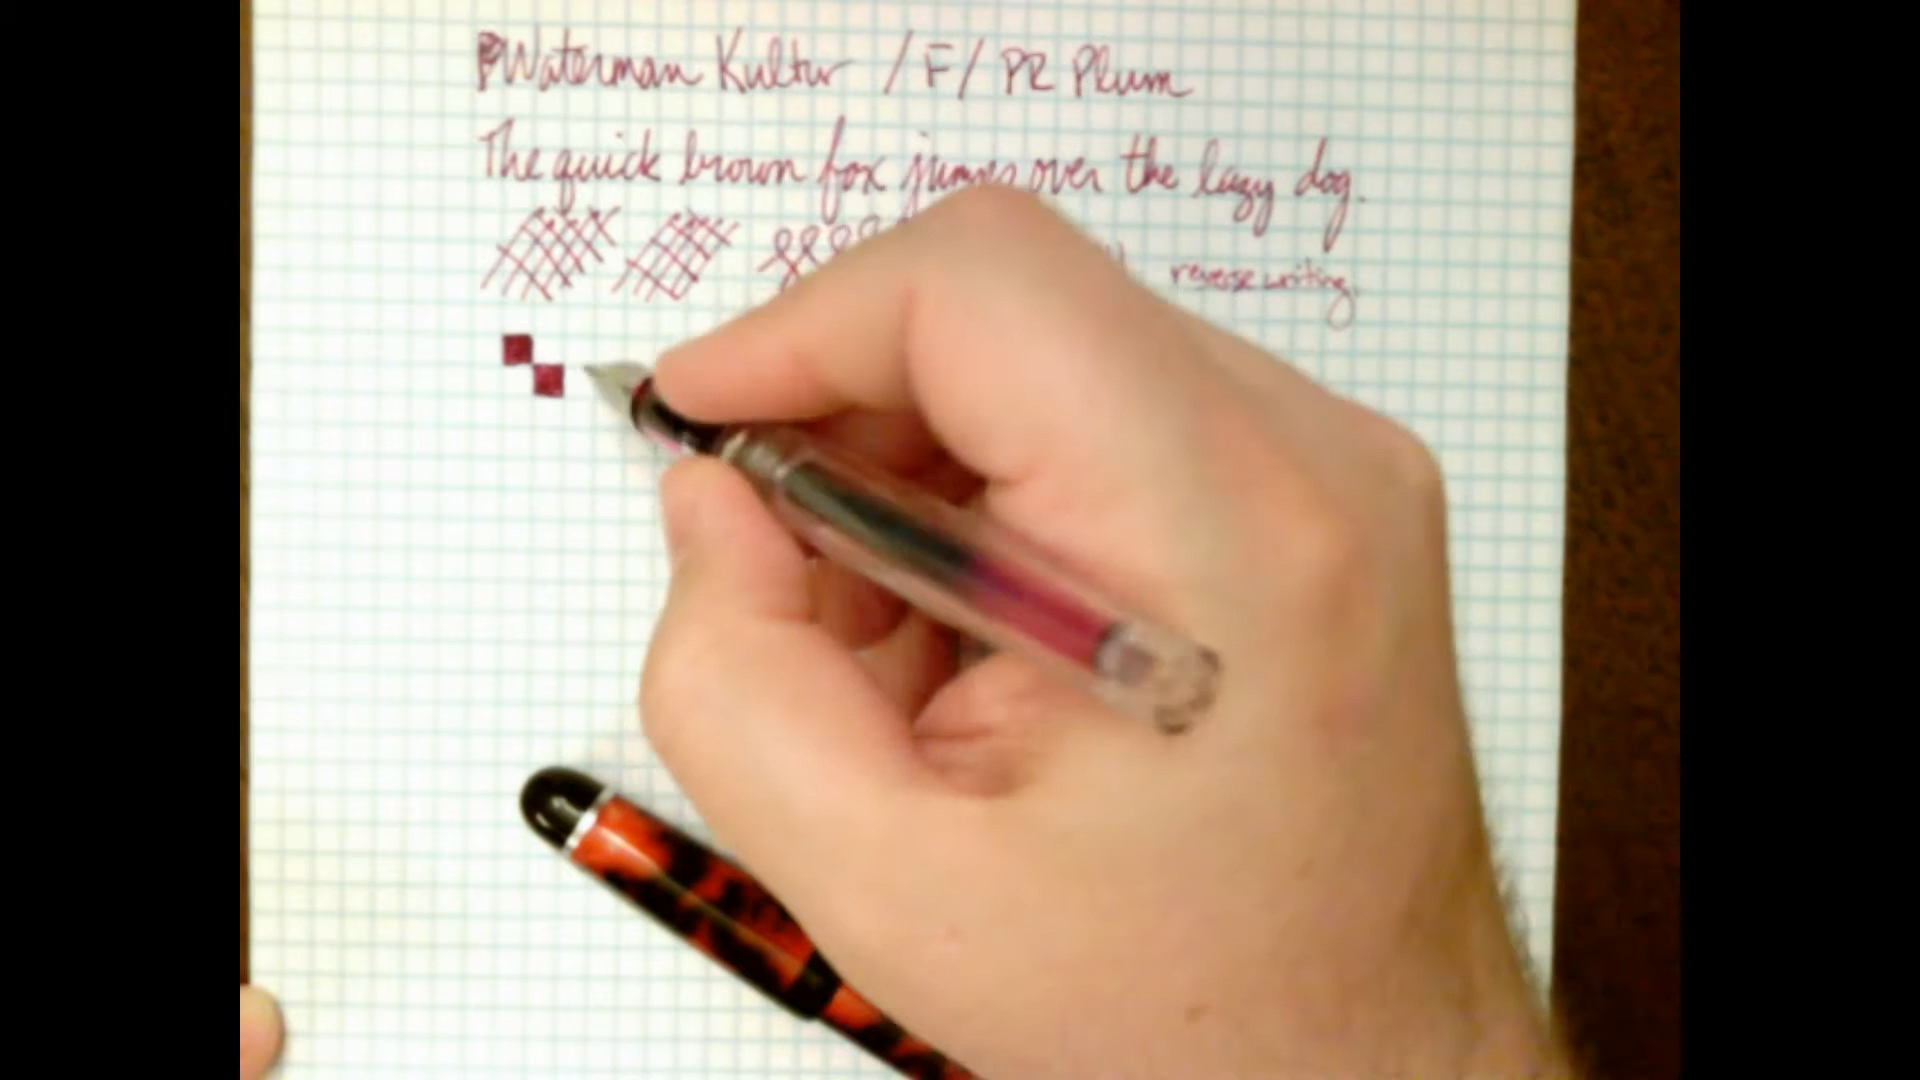 Waterman Kultur / F / PR Plum
The quick brown fox jumps over the lazy dog.
reverse writing.